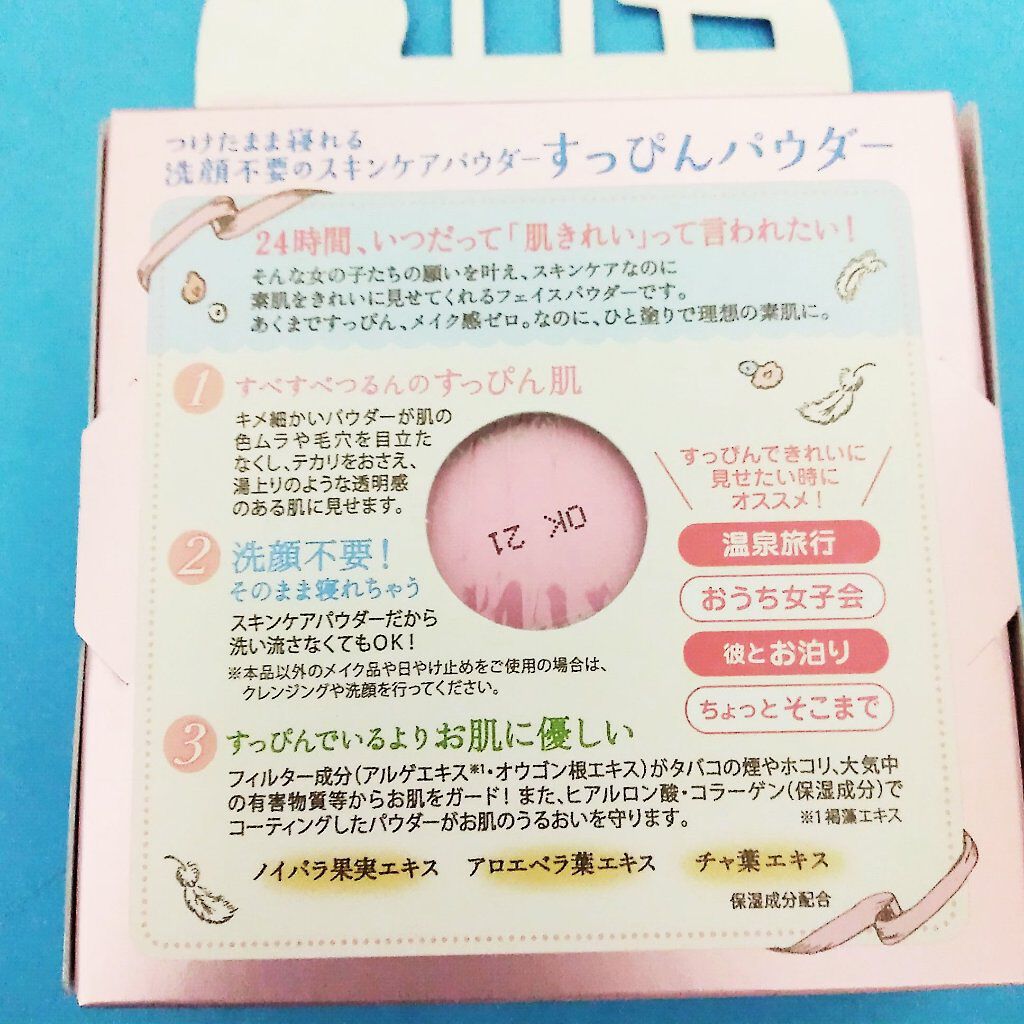 つけたまま寝れる
洗顔不要のスキンケアパウダーすっぴんパウダー
24時間、いつだって「肌きれい」って言われたい！
そんな女の子たちの願いを叶え、スキンケアなのに
素肌をきれいに見せてくれるフェイスパウダーです。
あくまですっぴん、メイク感ゼロ。なのに、ひと塗りで理想の素肌に。
1 すべすべつるんのすっぴん肌
キメ細かいパウダーが肌の
色ムラや毛穴を目立た
なくし、テカリをおさえ、
湯上りのような透明感
のある肌に見せます。
OK 21
すっぴんできれいに
見せたい時に
オススメ！
温泉旅行
おうち女子会
彼とお泊り
ちょっとそこまで
2 洗顔不要！
そのまま寝れちゃう
スキンケアパウダーだから
洗い流さなくてもOK！
※本品以外のメイク品や日やけ止めをご使用の場合は、
クレンジングや洗顔を行ってください。
3 すっぴんでいるよりお肌に優しい
フィルター成分（アルゲエキス※1・オウゴン根エキス）がタバコの煙やホコリ、大気中
の有害物質等からお肌をガード！また、ヒアルロン酸・コラーゲン（保湿成分）で
コーティングしたパウダーがお肌のうるおいを守ります。
※1褐藻エキス
ノイバラ果実エキス アロエベラ葉エキス チャ葉エキス
保湿成分配合